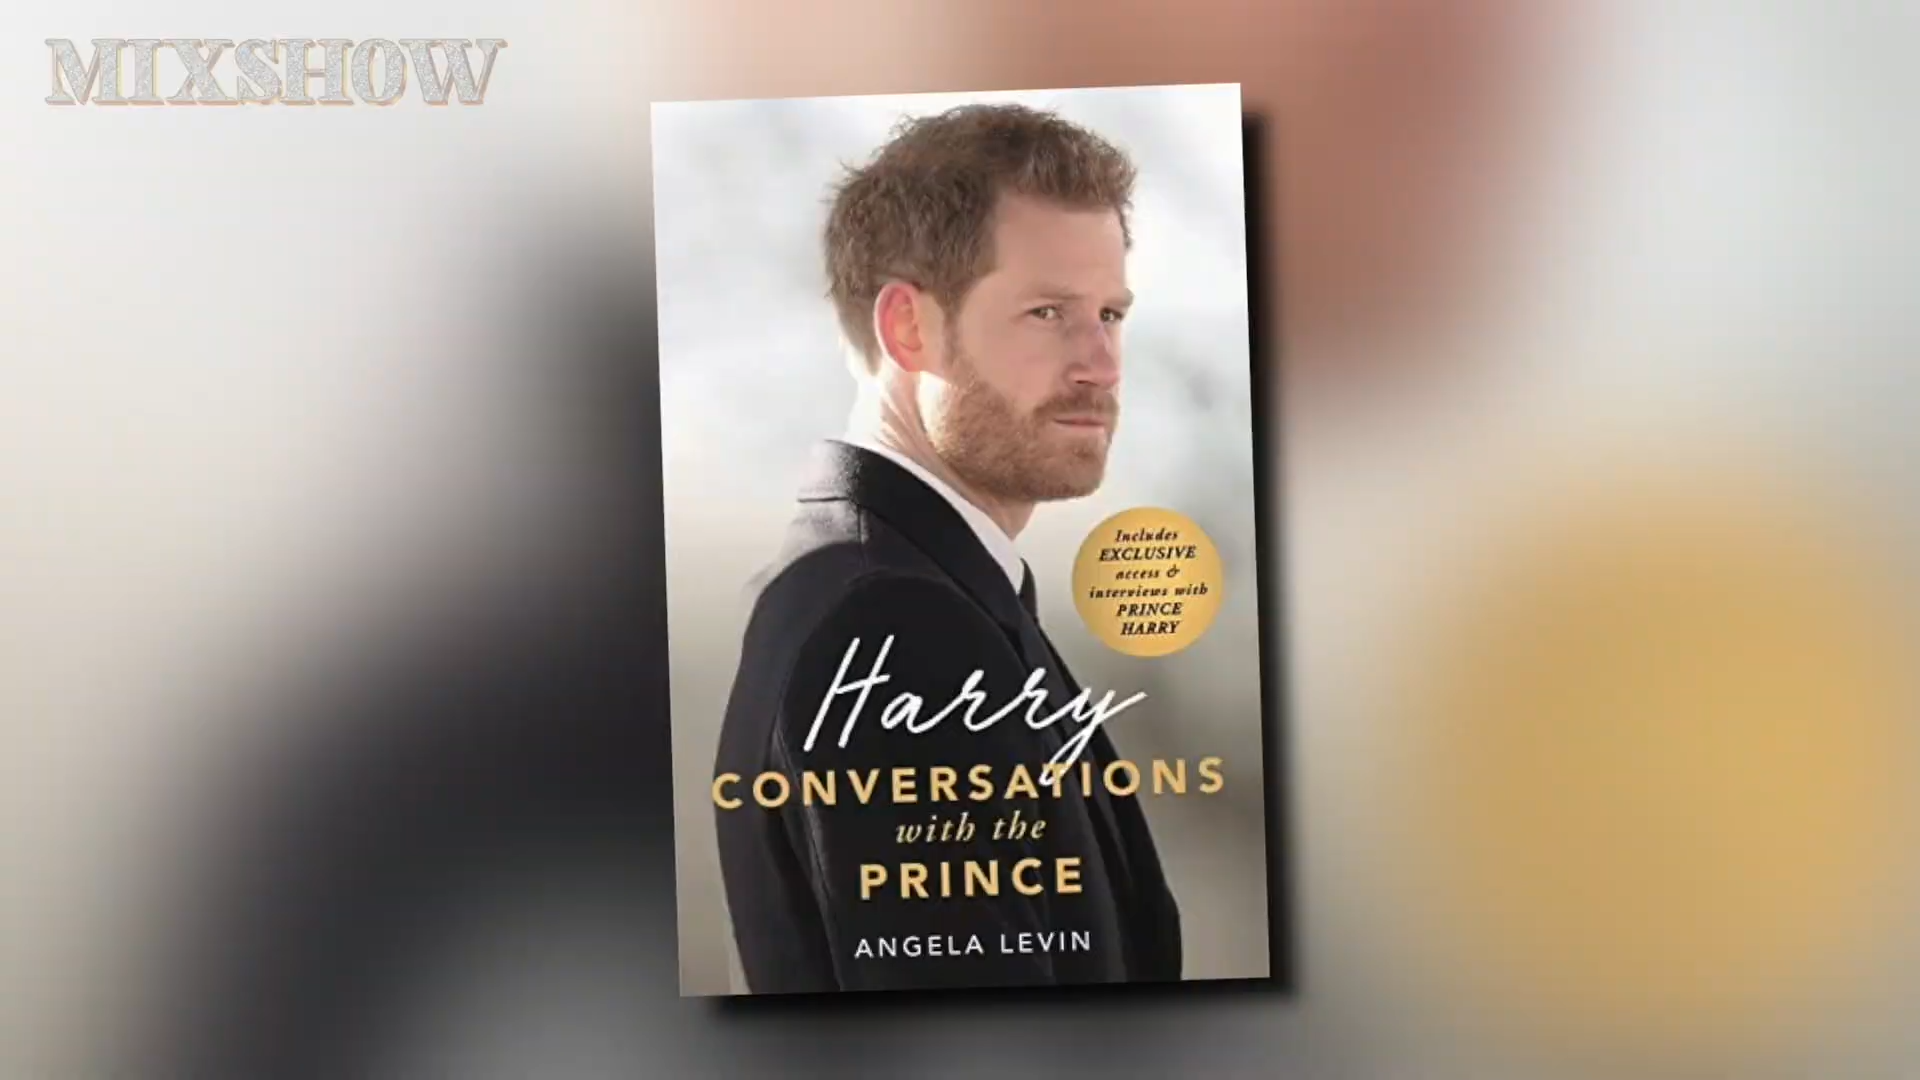 MIXSHOW
Includes
EXCLUSIVE
access &
interviews with
PRINCE
HARRY
Harry
CONVERSATIONS
with the
PRINCE
ANGELA LEVIN